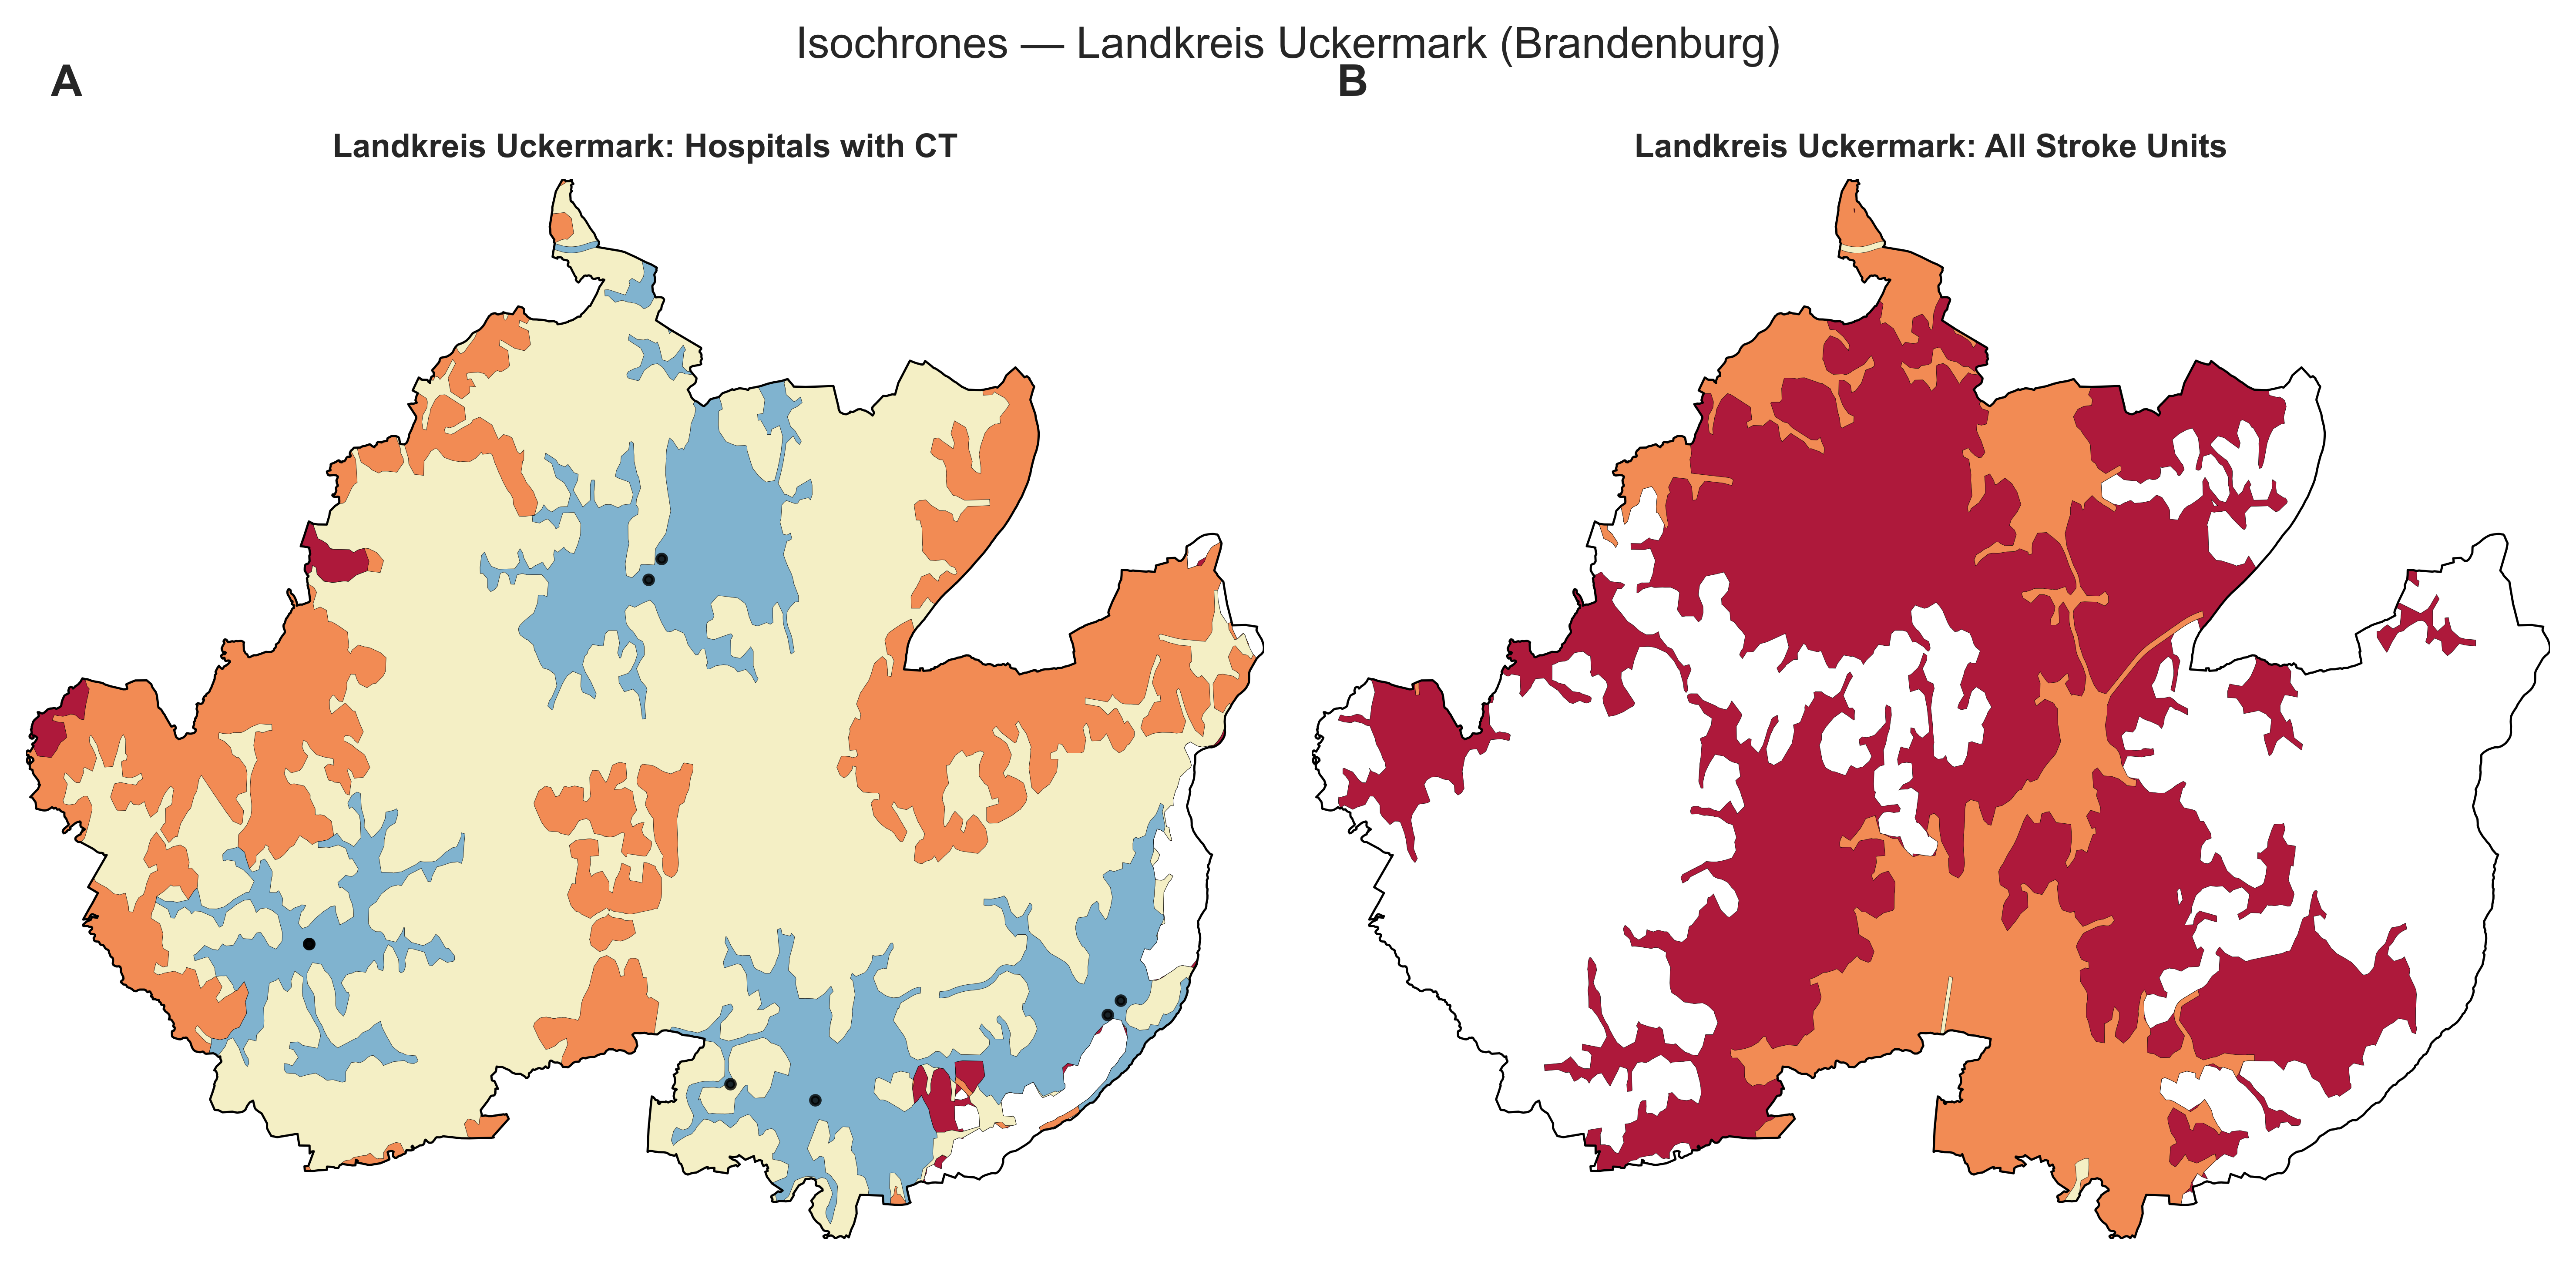 Isochrones — Landkreis Uckermark (Brandenburg)
A
B
Landkreis Uckermark: Hospitals with CT
Landkreis Uckermark: All Stroke Units